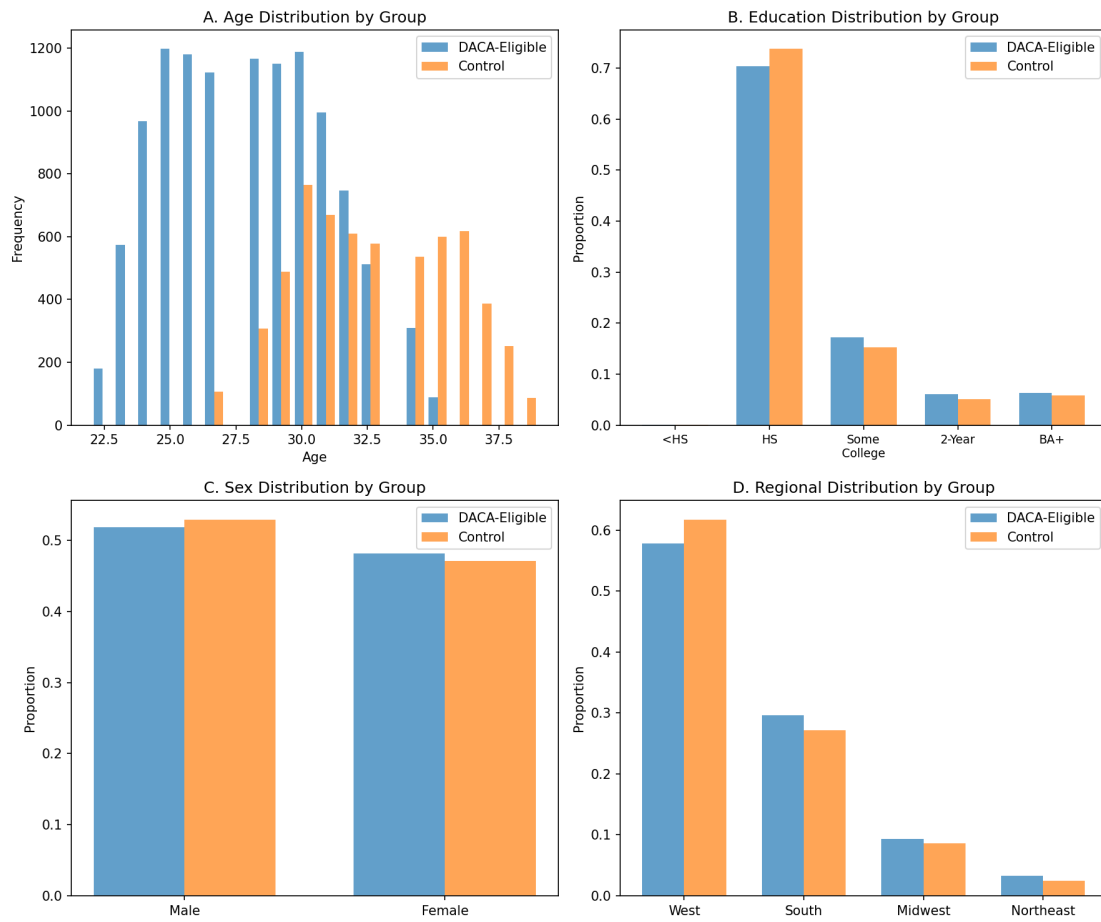 A. Age Distribution by Group
DACA-Eligible
Control
1200
1000
800
600
400
200
0
Frequency
22.5 25.0 27.5 30.0 32.5 35.0 37.5
Age
B. Education Distribution by Group
DACA-Eligible
Control
0.7
0.6
0.5
0.4
0.3
0.2
0.1
0.0
Proportion
<HS HS Some College 2-Year BA+
C. Sex Distribution by Group
DACA-Eligible
Control
0.5
0.4
0.3
0.2
0.1
0.0
Proportion
Male Female
D. Regional Distribution by Group
DACA-Eligible
Control
0.6
0.5
0.4
0.3
0.2
0.1
0.0
Proportion
West South Midwest Northeast